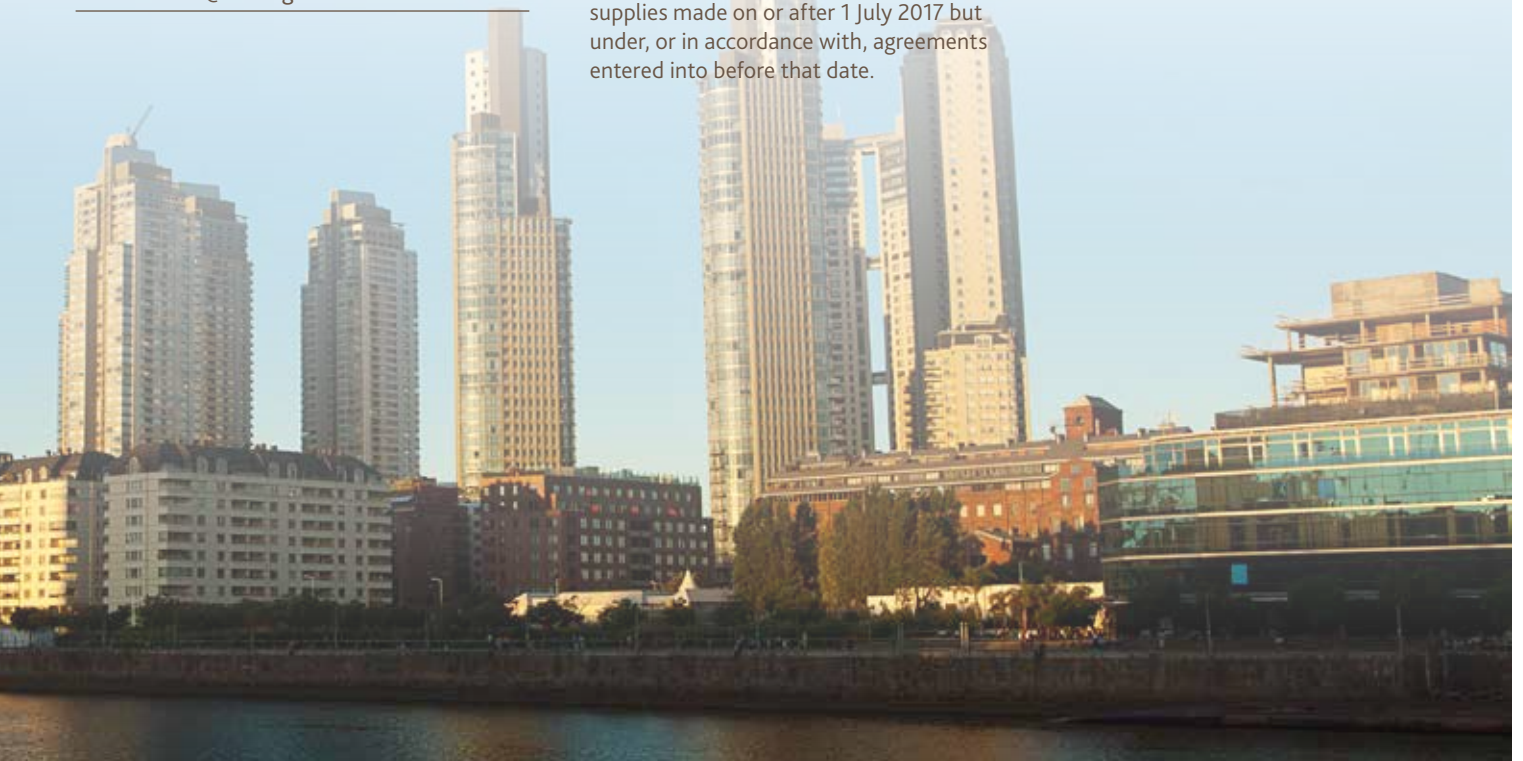 supplies made on or after 1 July 2017 but
under, or in accordance with, agreements
entered into before that date.